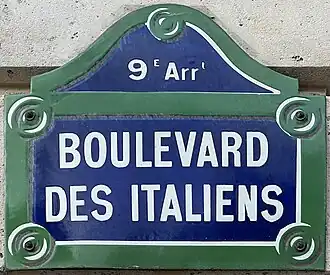 9E Arrt
BOULEVARD
DES ITALIENS